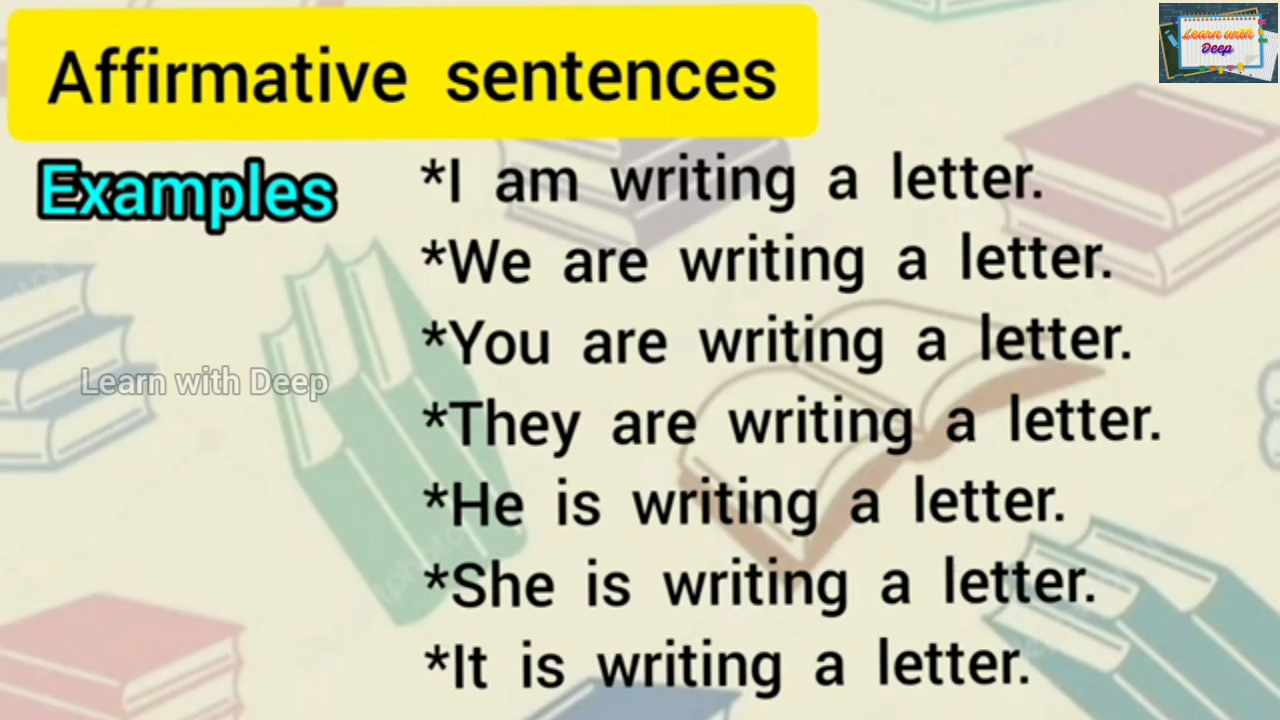 Affirmative sentences
Learn with
Deep
Examples
*I am writing a letter.
*We are writing a letter.
*You are writing a letter.
Learn with Deep
*They are writing a letter.
*He is writing a letter.
*She is writing a letter.
*It is writing a letter.